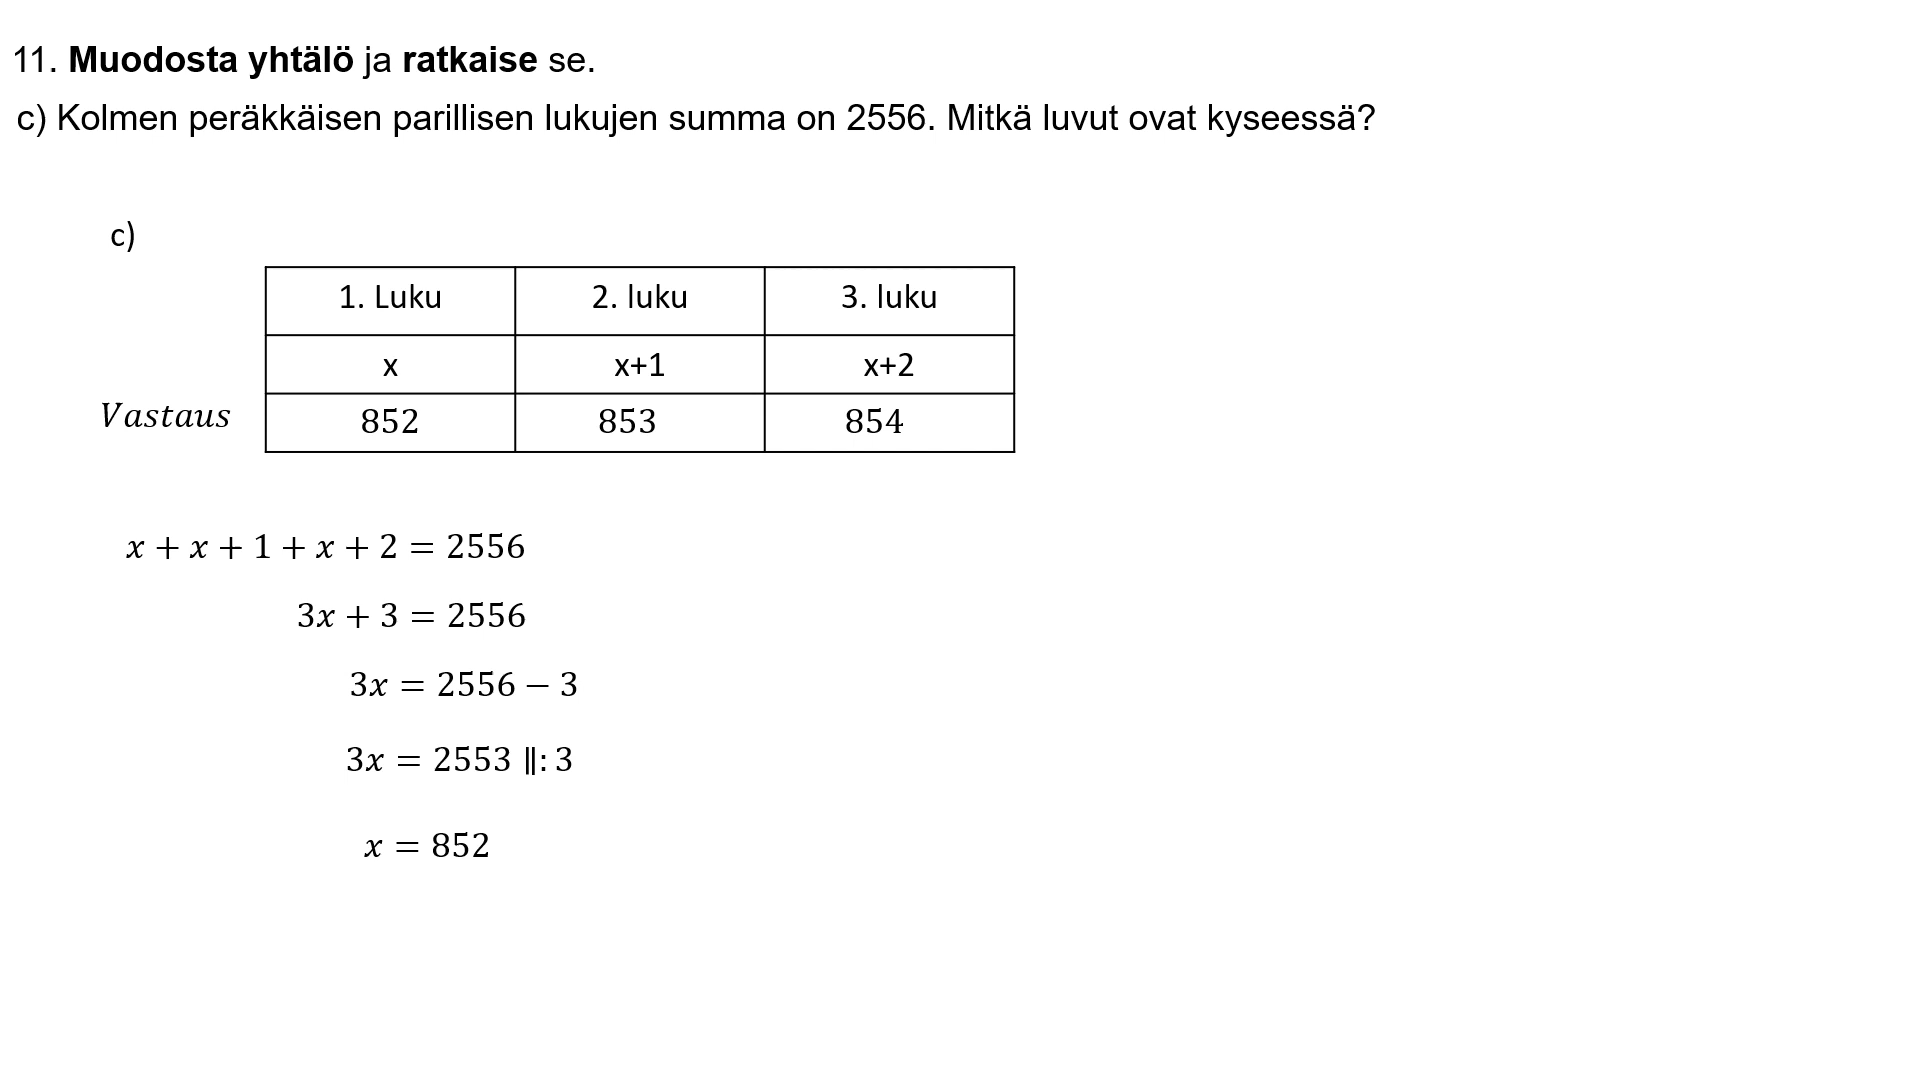 11. Muodosta yhtälö ja ratkaise se.
c) Kolmen peräkkäisen parillisen lukujen summa on 2556. Mitkä luvut ovat kyseessä?
c)
1. Luku 2. luku 3. luku
x x+1 x+2
Vastaus 852 853 854
x + x + 1 + x + 2 = 2556
3x + 3 = 2556
3x = 2556 − 3
3x = 2553 ‖: 3
x = 852